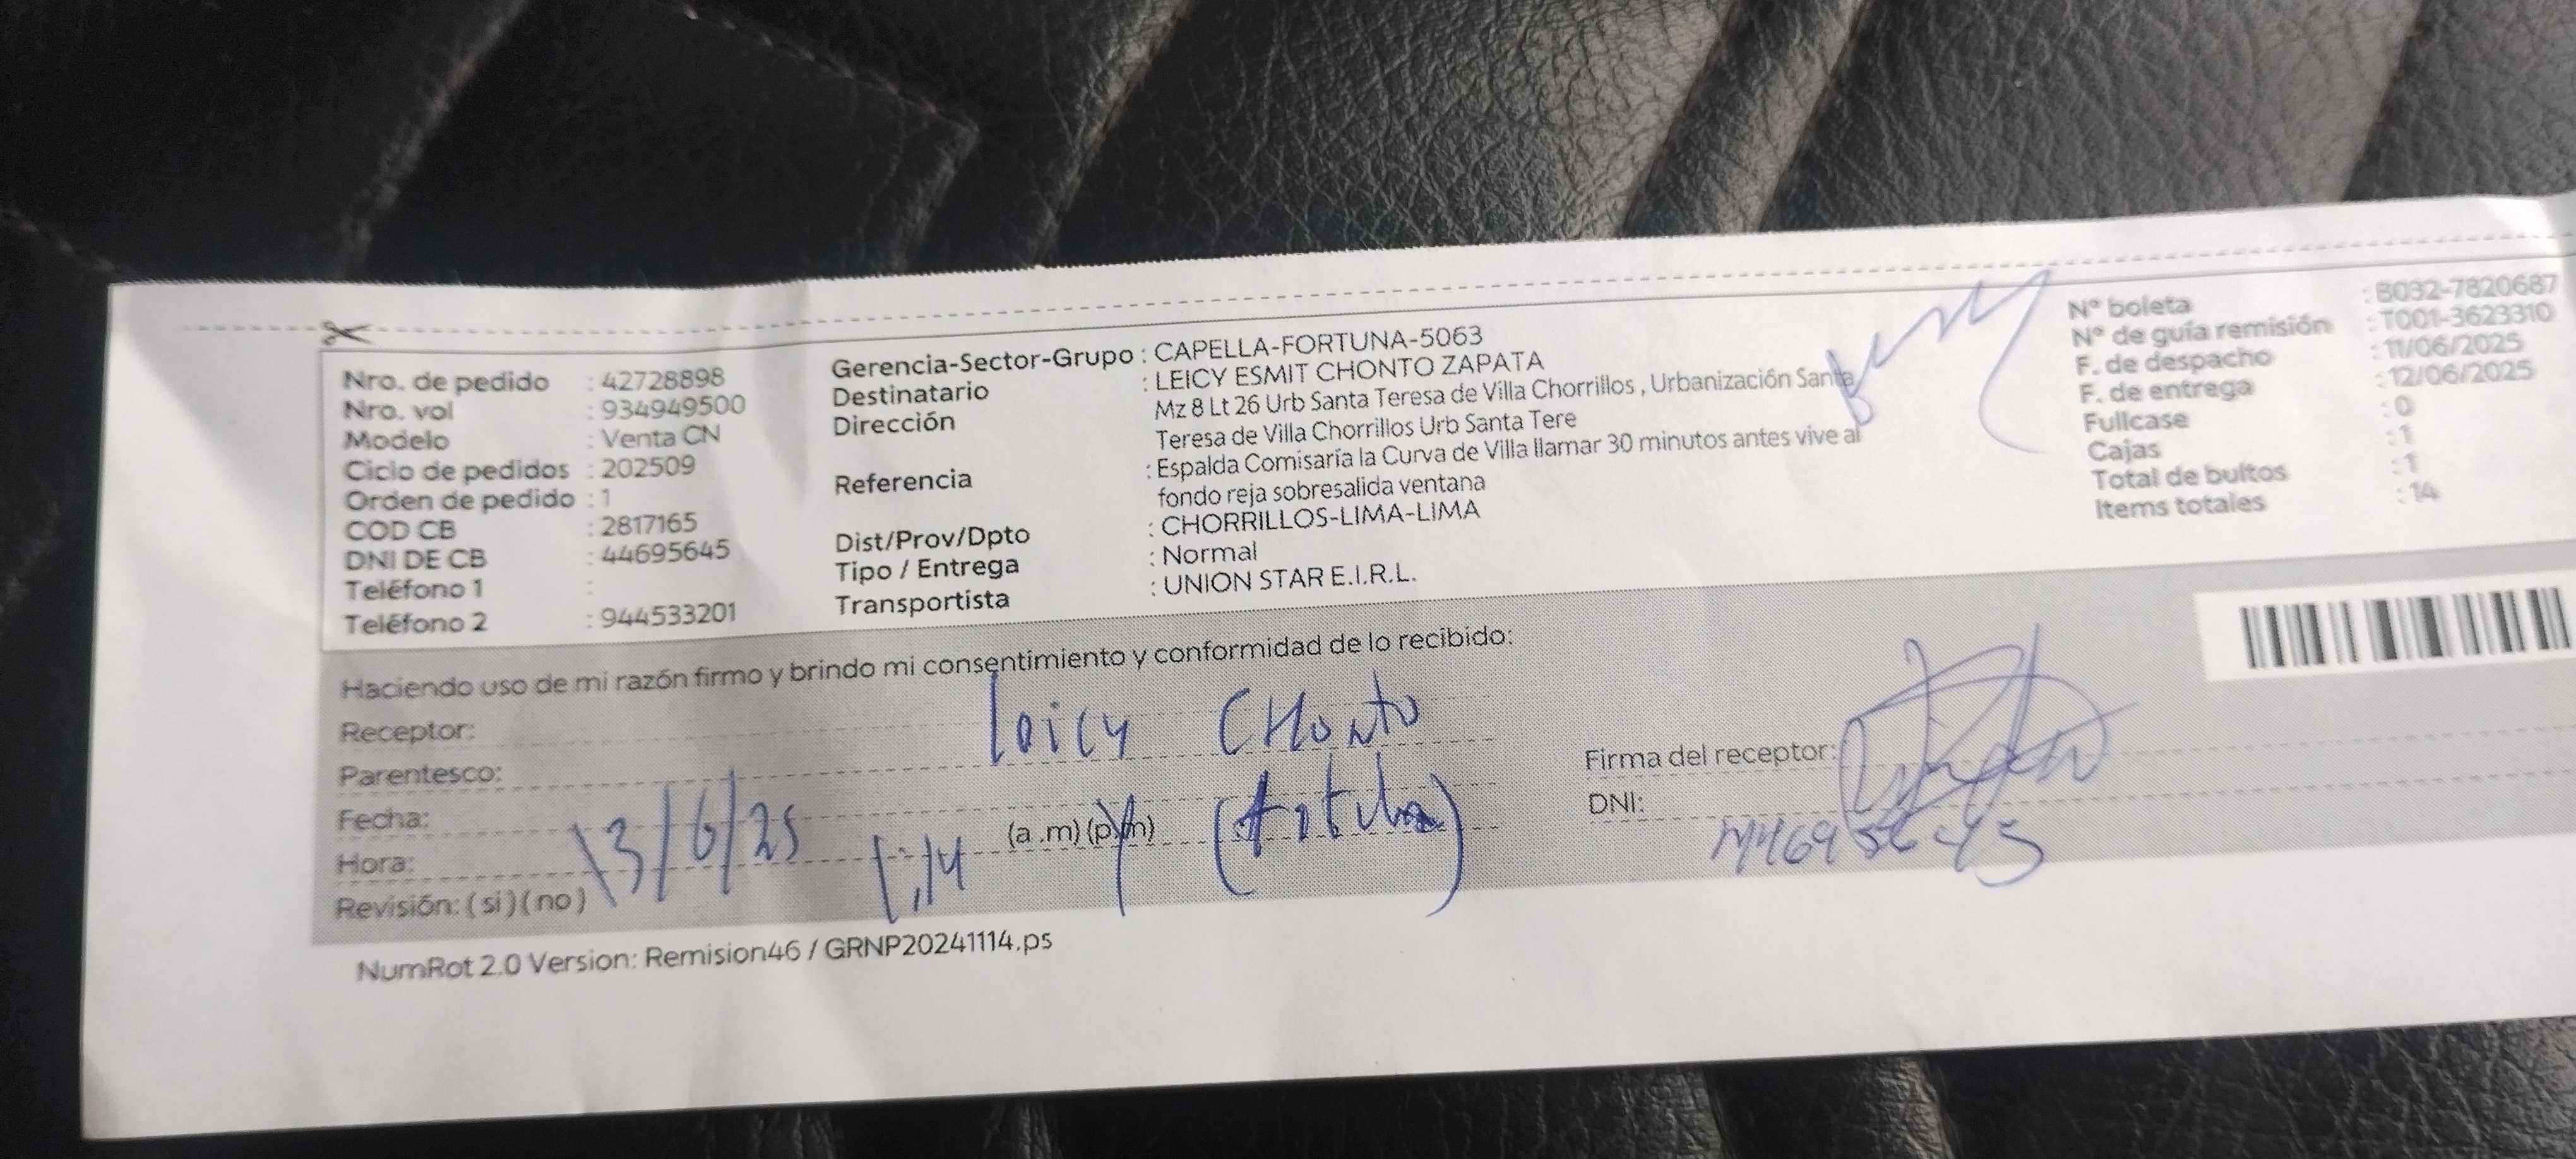 Nro. de pedido : 42728898
Nro. vol : 934949500
Modelo : Venta CN
Ciclo de pedidos : 202509
Orden de pedido : 1
COD CB : 2817165
DNI DE CB : 44695645
Teléfono 1 :
Teléfono 2 : 944533201
Gerencia-Sector-Grupo : CAPELLA-FORTUNA-5063
Destinatario : LEICY ESMIT CHONTO ZAPATA
Dirección Mz 8 Lt 26 Urb Santa Teresa de Villa Chorrillos , Urbanización Santa
Teresa de Villa Chorrillos Urb Santa Tere
Referencia : Espalda Comisaría la Curva de Villa llamar 30 minutos antes vive al
fondo reja sobresalida ventana
Dist/Prov/Dpto : CHORRILLOS-LIMA-LIMA
Tipo / Entrega : Normal
Transportista : UNION STAR E.I.R.L.
N° boleta : B032-7820687
N° de guía remisión : T001-3623310
F. de despacho : 11/06/2025
F. de entrega : 12/06/2025
Fullcase : 0
Cajas : 1
Total de bultos : 1
Items totales : 14
Haciendo uso de mi razón firmo y brindo mi consentimiento y conformidad de lo recibido:
Receptor: Leicy CHonto
Parentesco: (titular)
Fecha: 13/6/25
Hora: 1:14 (a.m) (p.m)
Revisión: ( si ) ( no )
Firma del receptor:
DNI: 44695645
NumRot 2.0 Version: Remision46 / GRNP20241114.ps